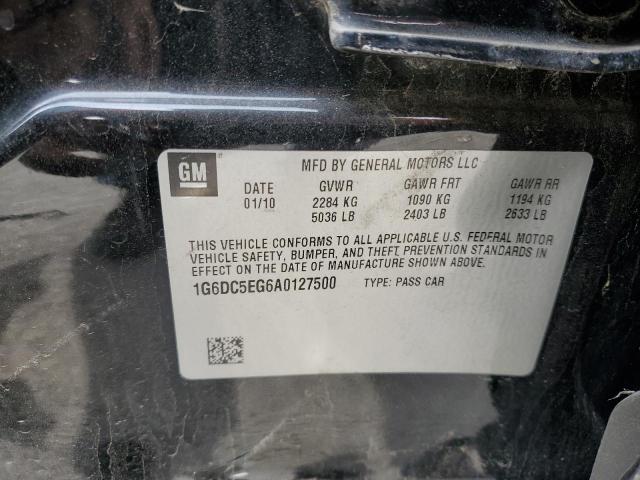 GM MFD BY GENERAL MOTORS LLC
DATE GVWR GAWR FRT GAWR RR
01/10 2284 KG 1090 KG 1194 KG
5036 LB 2403 LB 2633 LB
THIS VEHICLE CONFORMS TO ALL APPLICABLE U.S. FEDERAL MOTOR
VEHICLE SAFETY, BUMPER, AND THEFT PREVENTION STANDARDS IN
EFFECT ON THE DATE OF MANUFACTURE SHOWN ABOVE.
1G6DC5EG6A0127500 TYPE: PASS CAR